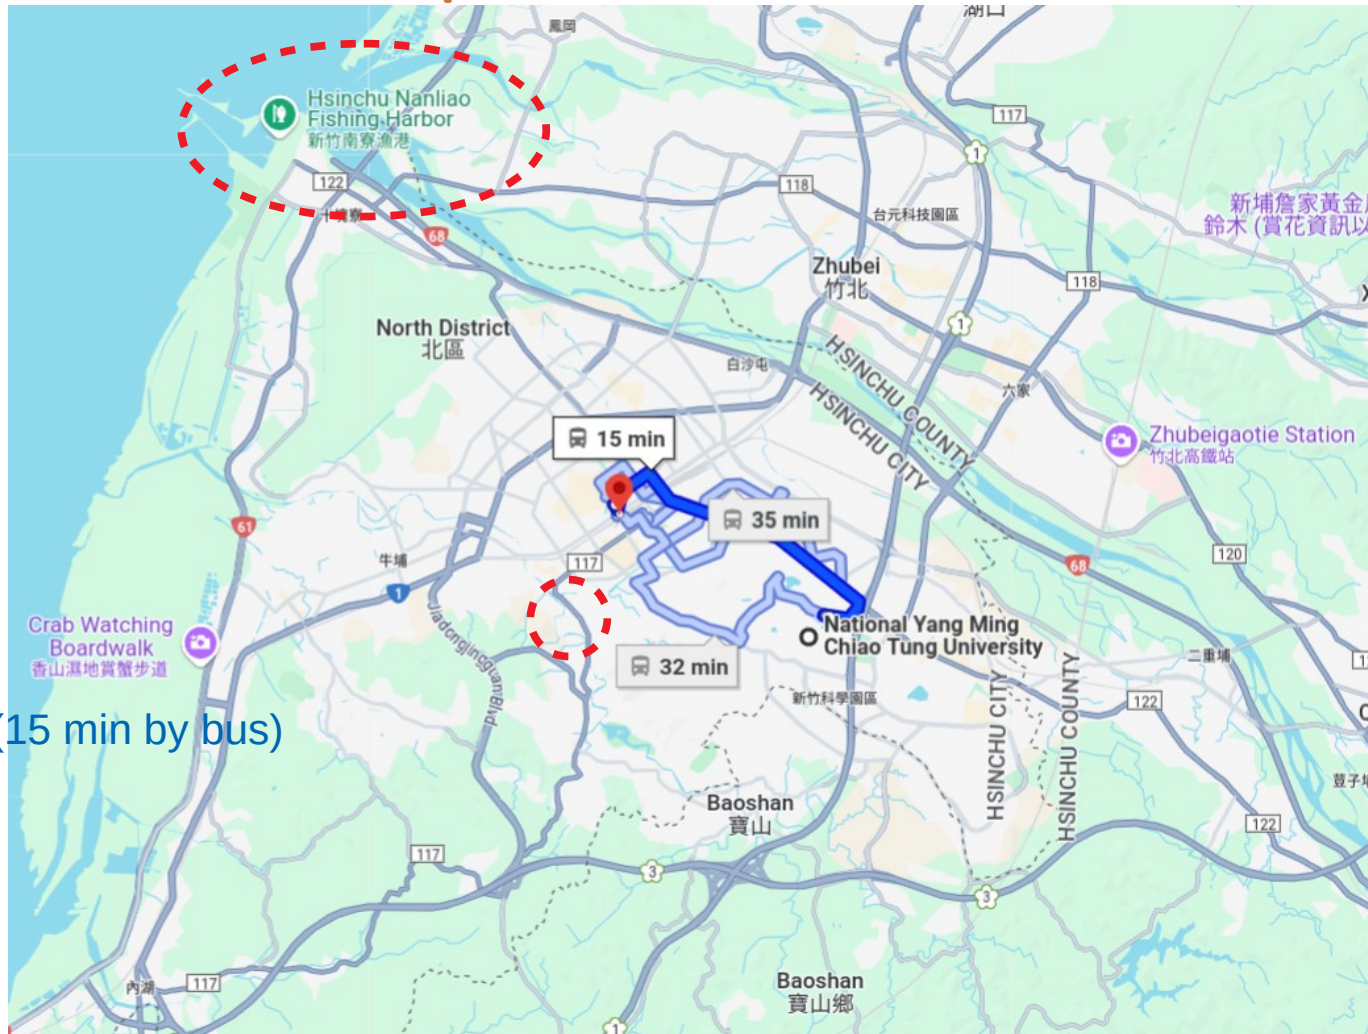 湖口
鳳岡
Hsinchu Nanliao
Fishing Harbor
新竹南寮漁港
117
1
122
118
新埔詹家黃金
鈴木 (賞花資訊以
台元科技園區
68
Zhubei
竹北
118
North District
北區
1
HSINCHU COUNTY
HSINCHU CITY
白沙屯
六家
15 min
Zhubeigaotie Station
竹北高鐵站
35 min
61
牛埔
117
120
68
1
Jiadongjingguan Blvd
Crab Watching
Boardwalk
香山濕地賞蟹步道
National Yang Ming
Chiao Tung University
32 min
二重埔
新竹科學園區
122
HSINCHU CITY
HSINCHU COUNTY
(15 min by bus)
Baoshan
寶山
122
117
3
3
Baoshan
寶山鄉
內湖
117
1